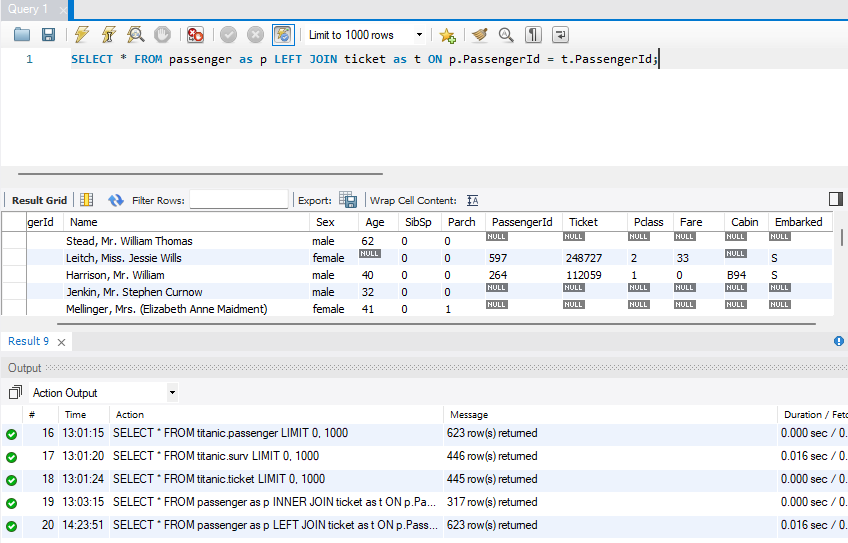 Query 1
Limit to 1000 rows
1 SELECT * FROM passenger as p LEFT JOIN ticket as t ON p.PassengerId = t.PassengerId;
Result Grid Filter Rows: Export: Wrap Cell Content:
gerId Name Sex Age SibSp Parch PassengerId Ticket Pclass Fare Cabin Embarked
Stead, Mr. William Thomas male 62 0 0 NULL NULL NULL NULL NULL NULL
Leitch, Miss. Jessie Wills female NULL 0 0 597 248727 2 33 NULL S
Harrison, Mr. William male 40 0 0 264 112059 1 0 B94 S
Jenkin, Mr. Stephen Curnow male 32 0 0 NULL NULL NULL NULL NULL NULL
Mellinger, Mrs. (Elizabeth Anne Maidment) female 41 0 1 NULL NULL NULL NULL NULL NULL
Result 9
Output
Action Output
# Time Action Message Duration / Fetc
16 13:01:15 SELECT * FROM titanic.passenger LIMIT 0, 1000 623 row(s) returned 0.000 sec / 0.
17 13:01:20 SELECT * FROM titanic.surv LIMIT 0, 1000 446 row(s) returned 0.016 sec / 0.
18 13:01:24 SELECT * FROM titanic.ticket LIMIT 0, 1000 445 row(s) returned 0.000 sec / 0.
19 13:03:15 SELECT * FROM passenger as p INNER JOIN ticket as t ON p.Pa... 317 row(s) returned 0.000 sec / 0.
20 14:23:51 SELECT * FROM passenger as p LEFT JOIN ticket as t ON p.Pass... 623 row(s) returned 0.016 sec / 0.